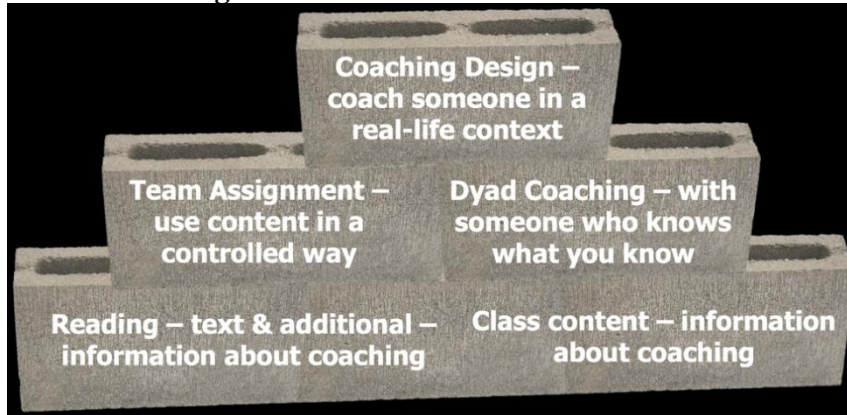 Coaching Design –
coach someone in a
real-life context
Team Assignment –
use content in a
controlled way
Dyad Coaching – with
someone who knows
what you know
Reading – text & additional –
information about coaching
Class content – information
about coaching